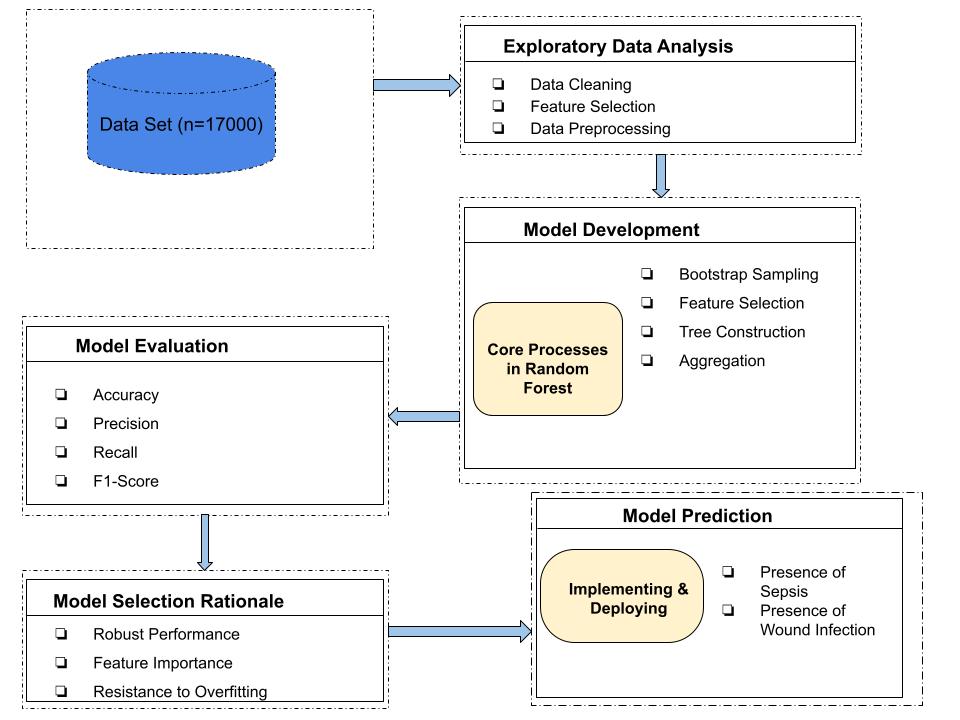 Data Set (n=17000)
Exploratory Data Analysis
Data Cleaning
Feature Selection
Data Preprocessing
Model Development
Core Processes
in Random
Forest
Bootstrap Sampling
Feature Selection
Tree Construction
Aggregation
Model Evaluation
Accuracy
Precision
Recall
F1-Score
Model Selection Rationale
Robust Performance
Feature Importance
Resistance to Overfitting
Model Prediction
Implementing &
Deploying
Presence of
Sepsis
Presence of
Wound Infection